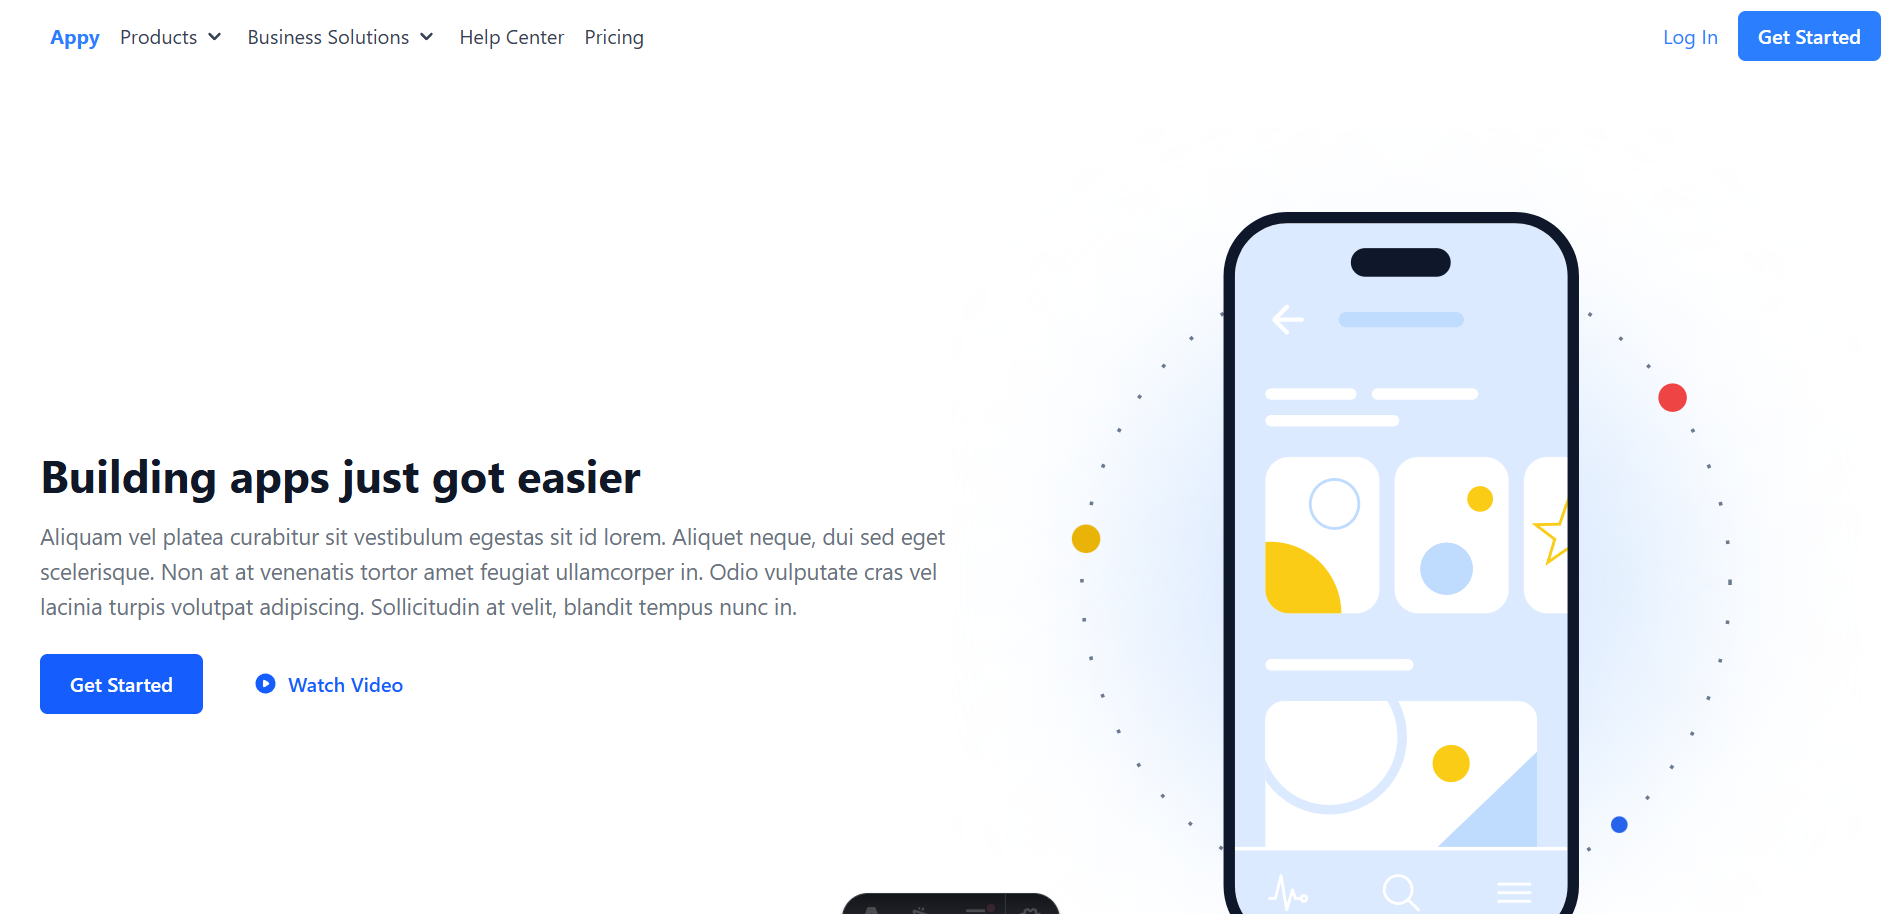 Appy Products Business Solutions Help Center Pricing Log In Get Started
Building apps just got easier
Aliquam vel platea curabitur sit vestibulum egestas sit id lorem. Aliquet neque, dui sed eget
scelerisque. Non at at venenatis tortor amet feugiat ullamcorper in. Odio vulputate cras vel
lacinia turpis volutpat adipiscing. Sollicitudin at velit, blandit tempus nunc in.
Get Started Watch Video